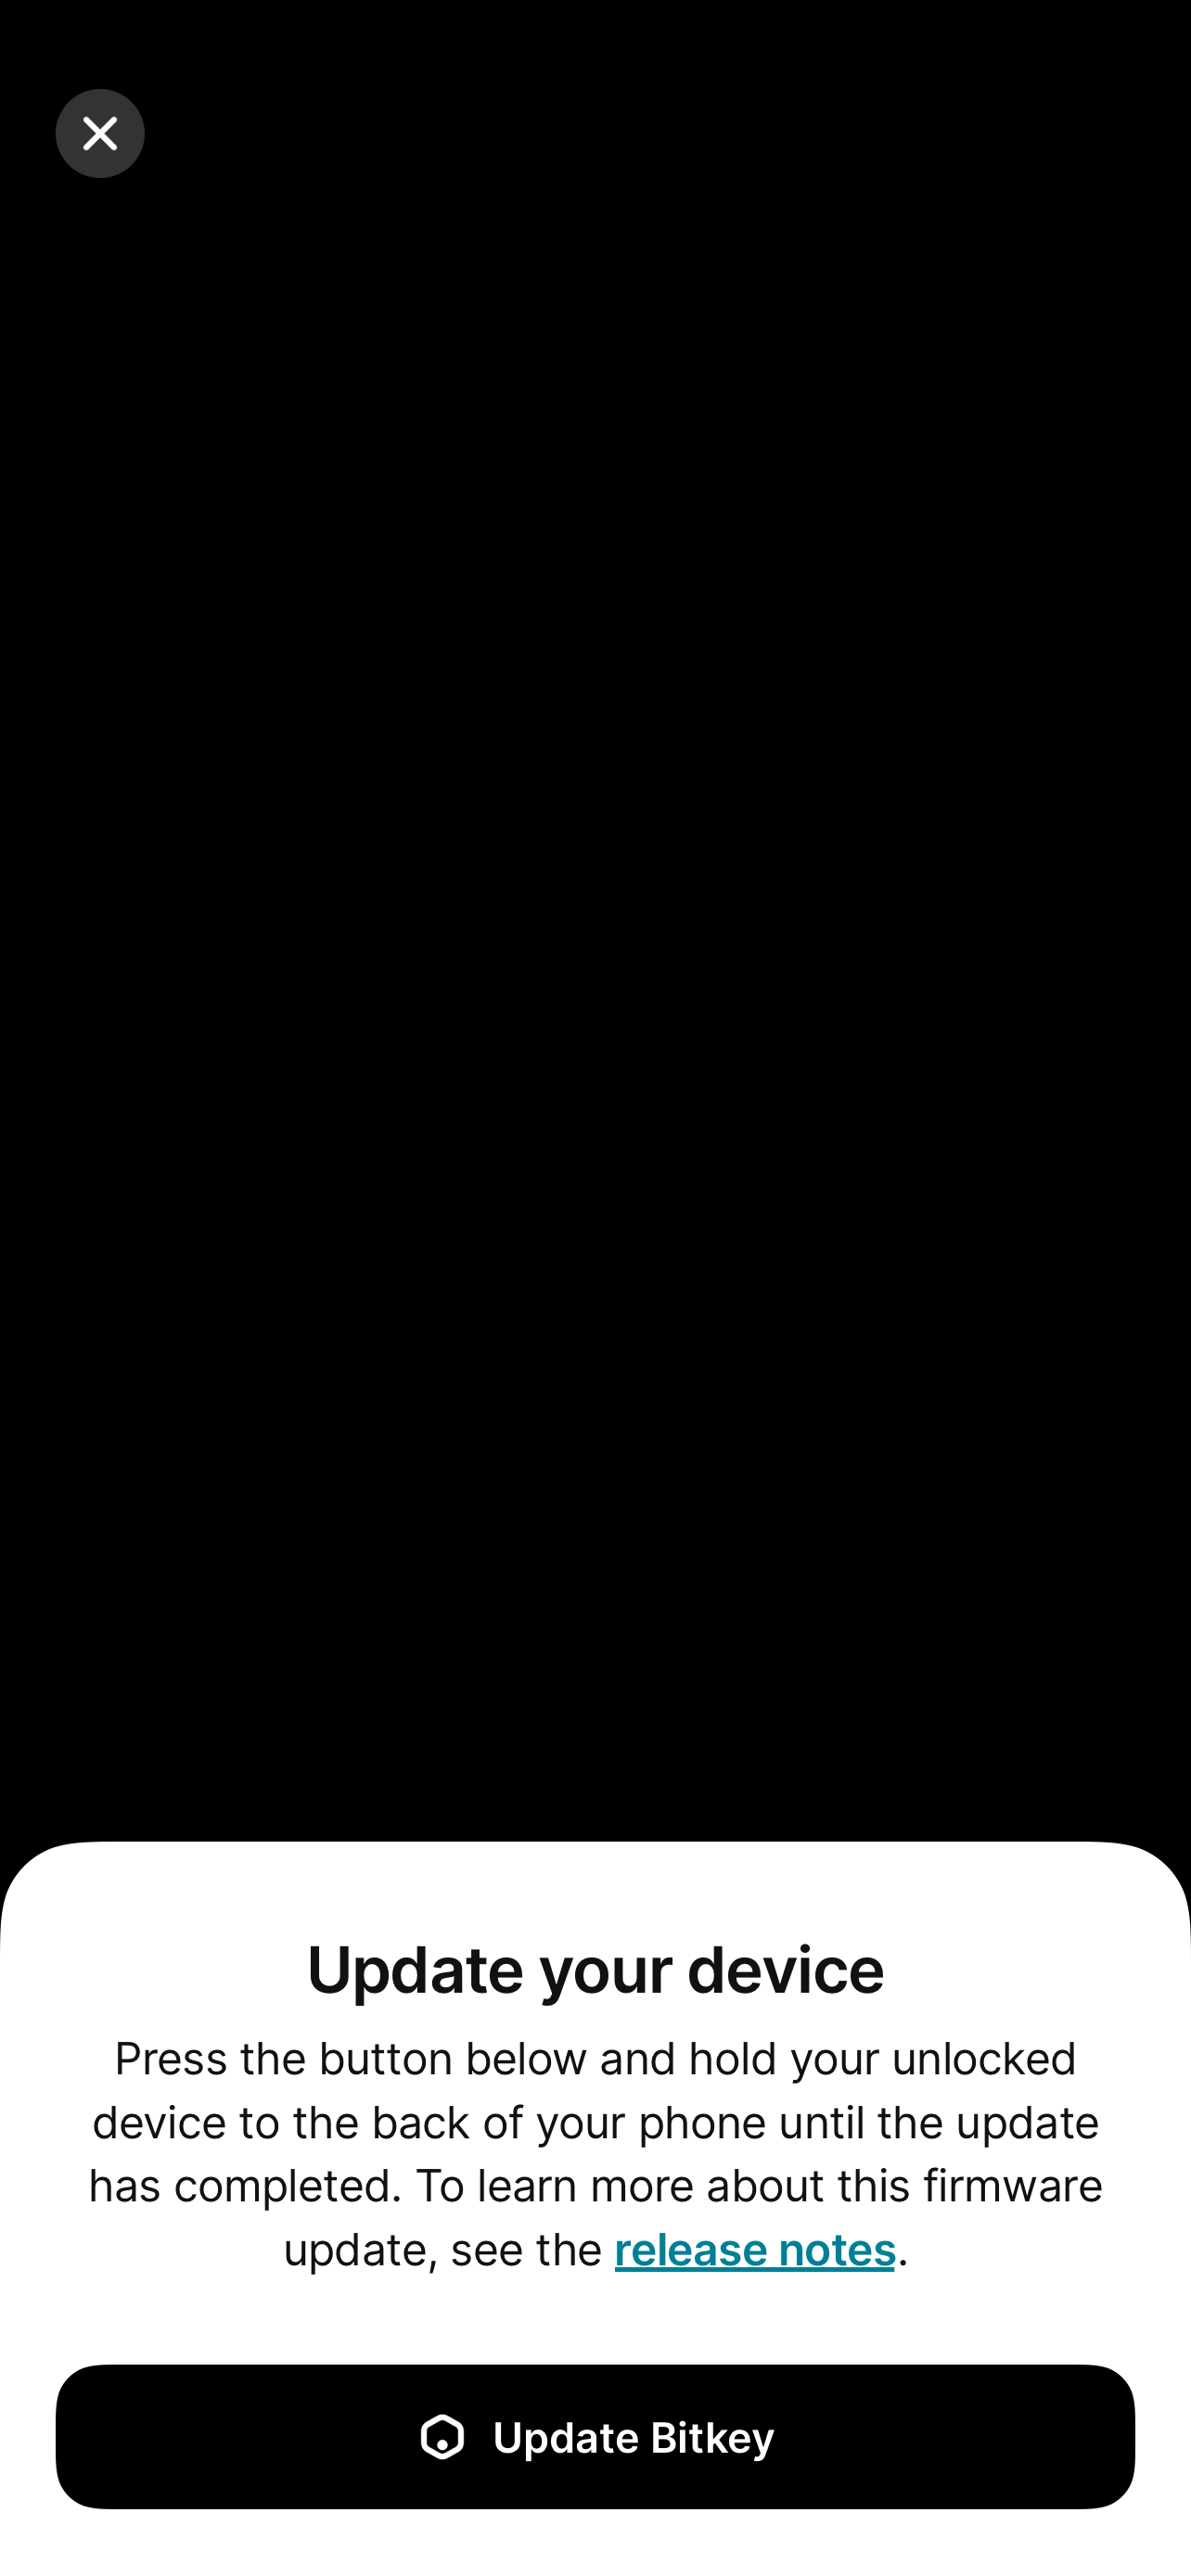 Update your device
Press the button below and hold your unlocked
device to the back of your phone until the update
has completed. To learn more about this firmware
update, see the release notes.
Update Bitkey